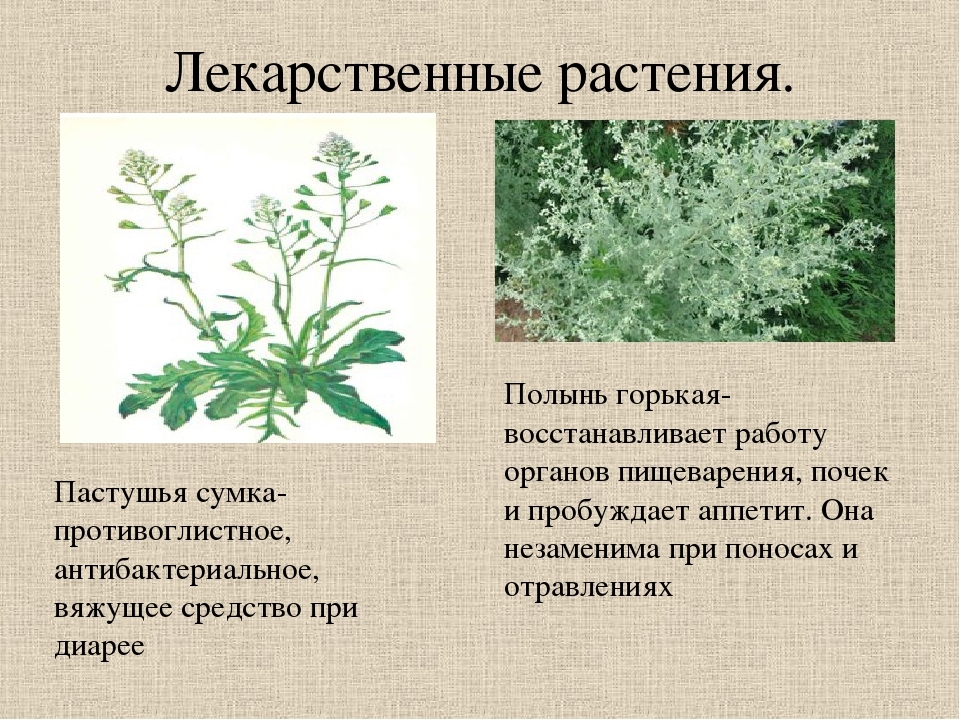 Лекарственные растения.
Пастушья сумка-
противоглистное,
антибактериальное,
вяжущее средство при
диарее
Полынь горькая-
восстанавливает работу
органов пищеварения, почек
и пробуждает аппетит. Она
незаменима при поносах и
отравлениях